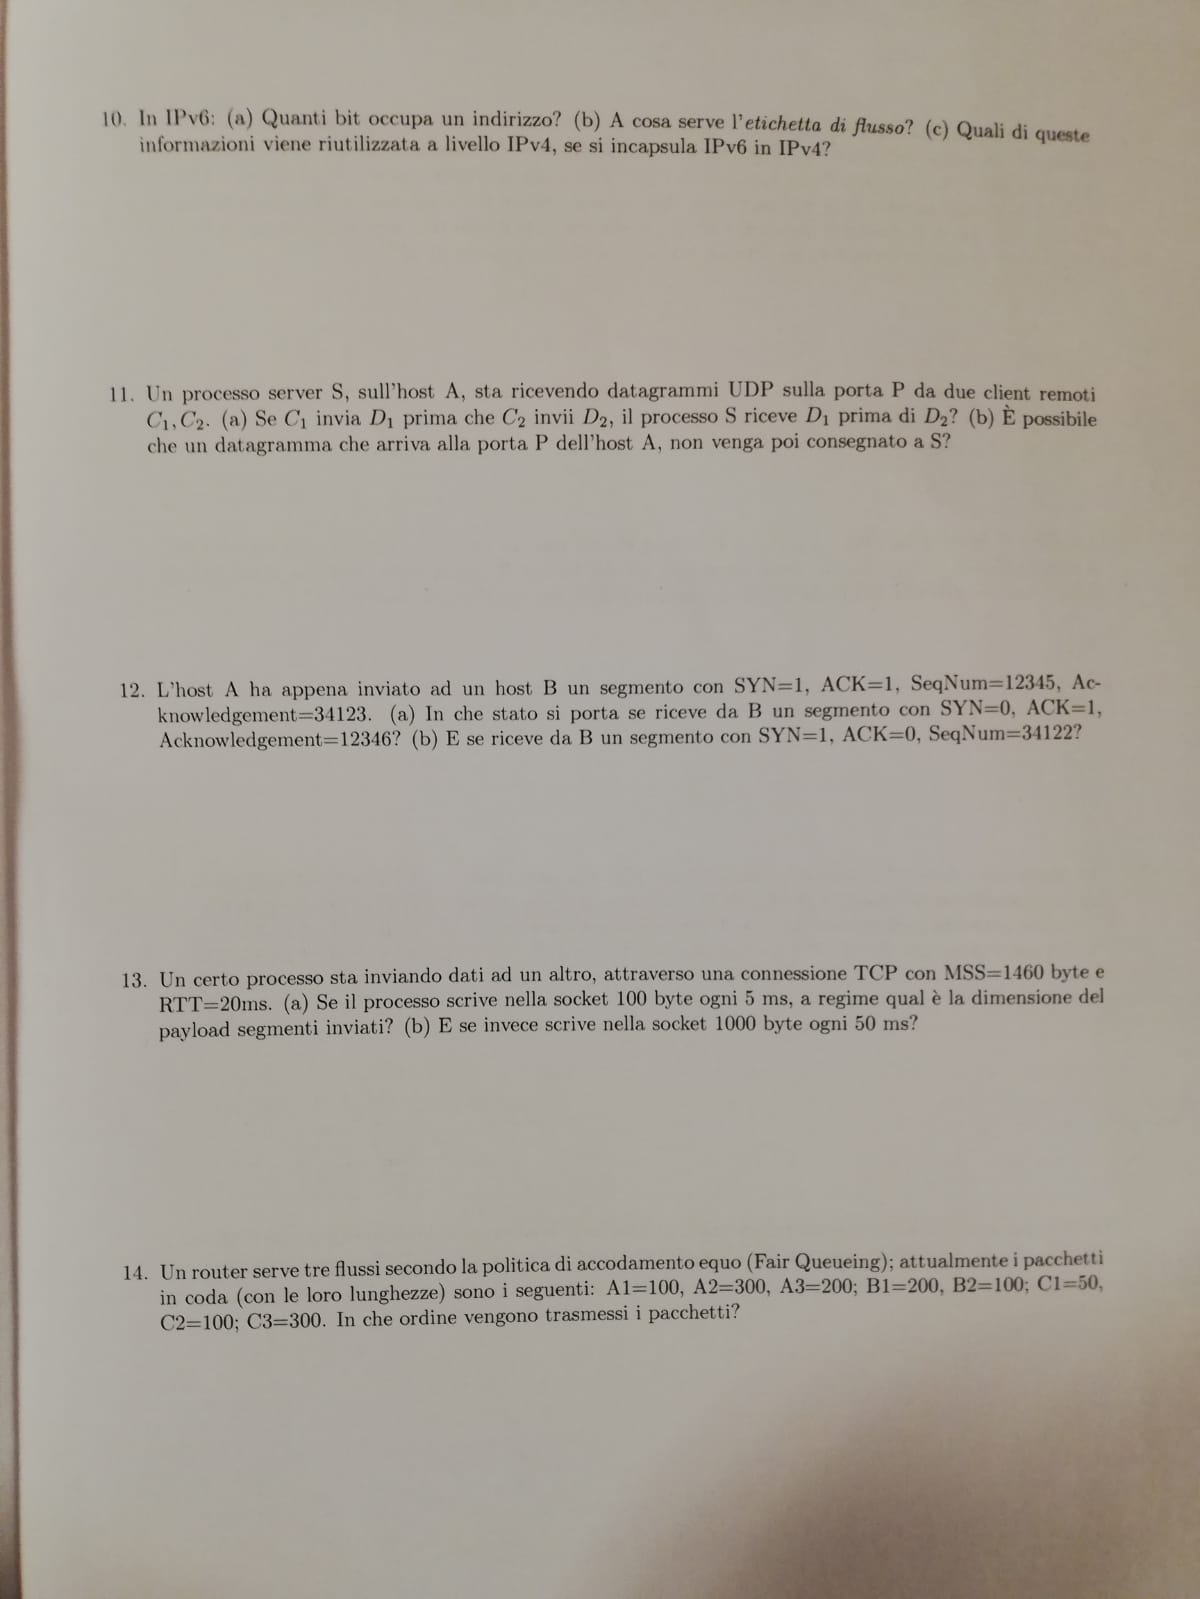 10. In IPv6: (a) Quanti bit occupa un indirizzo? (b) A cosa serve l'etichetta di flusso? (c) Quali di queste
informazioni viene riutilizzata a livello IPv4, se si incapsula IPv6 in IPv4?
11. Un processo server S, sull'host A, sta ricevendo datagrammi UDP sulla porta P da due client remoti
C₁, C₂. (a) Se C₁ invia D₁ prima che C₂ invii D₂, il processo S riceve D₁ prima di D₂? (b) È possibile
che un datagramma che arriva alla porta P dell'host A, non venga poi consegnato a S?
12. L'host A ha appena inviato ad un host B un segmento con SYN=1, ACK=1, SeqNum=12345, Ac-
knowledgement=34123. (a) In che stato si porta se riceve da B un segmento con SYN=0, ACK=1,
Acknowledgement=12346? (b) E se riceve da B un segmento con SYN=1, ACK=0, SeqNum=34122?
13. Un certo processo sta inviando dati ad un altro, attraverso una connessione TCP con MSS=1460 byte e
RTT=20ms. (a) Se il processo scrive nella socket 100 byte ogni 5 ms, a regime qual è la dimensione del
payload segmenti inviati? (b) E se invece scrive nella socket 1000 byte ogni 50 ms?
14. Un router serve tre flussi secondo la politica di accodamento equo (Fair Queueing); attualmente i pacchetti
in coda (con le loro lunghezze) sono i seguenti: A1=100, A2=300, A3=200; B1=200, B2=100; C1=50,
C2=100; C3=300. In che ordine vengono trasmessi i pacchetti?